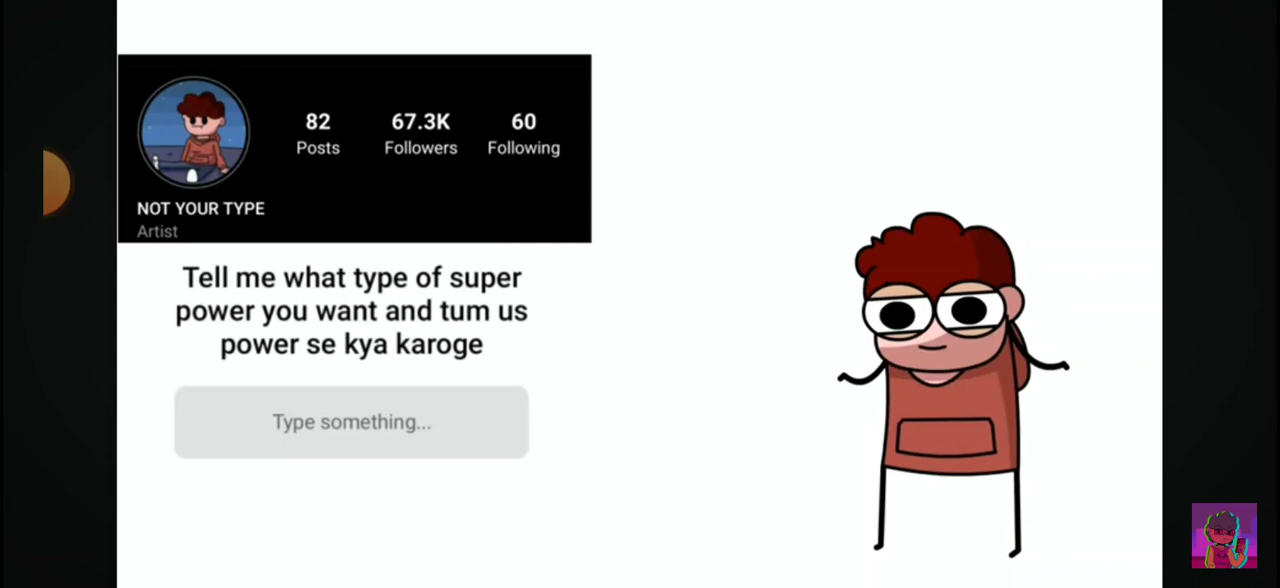 82 67.3K 60
Posts Followers Following
NOT YOUR TYPE
Artist
Tell me what type of super
power you want and tum us
power se kya karoge
Type something...